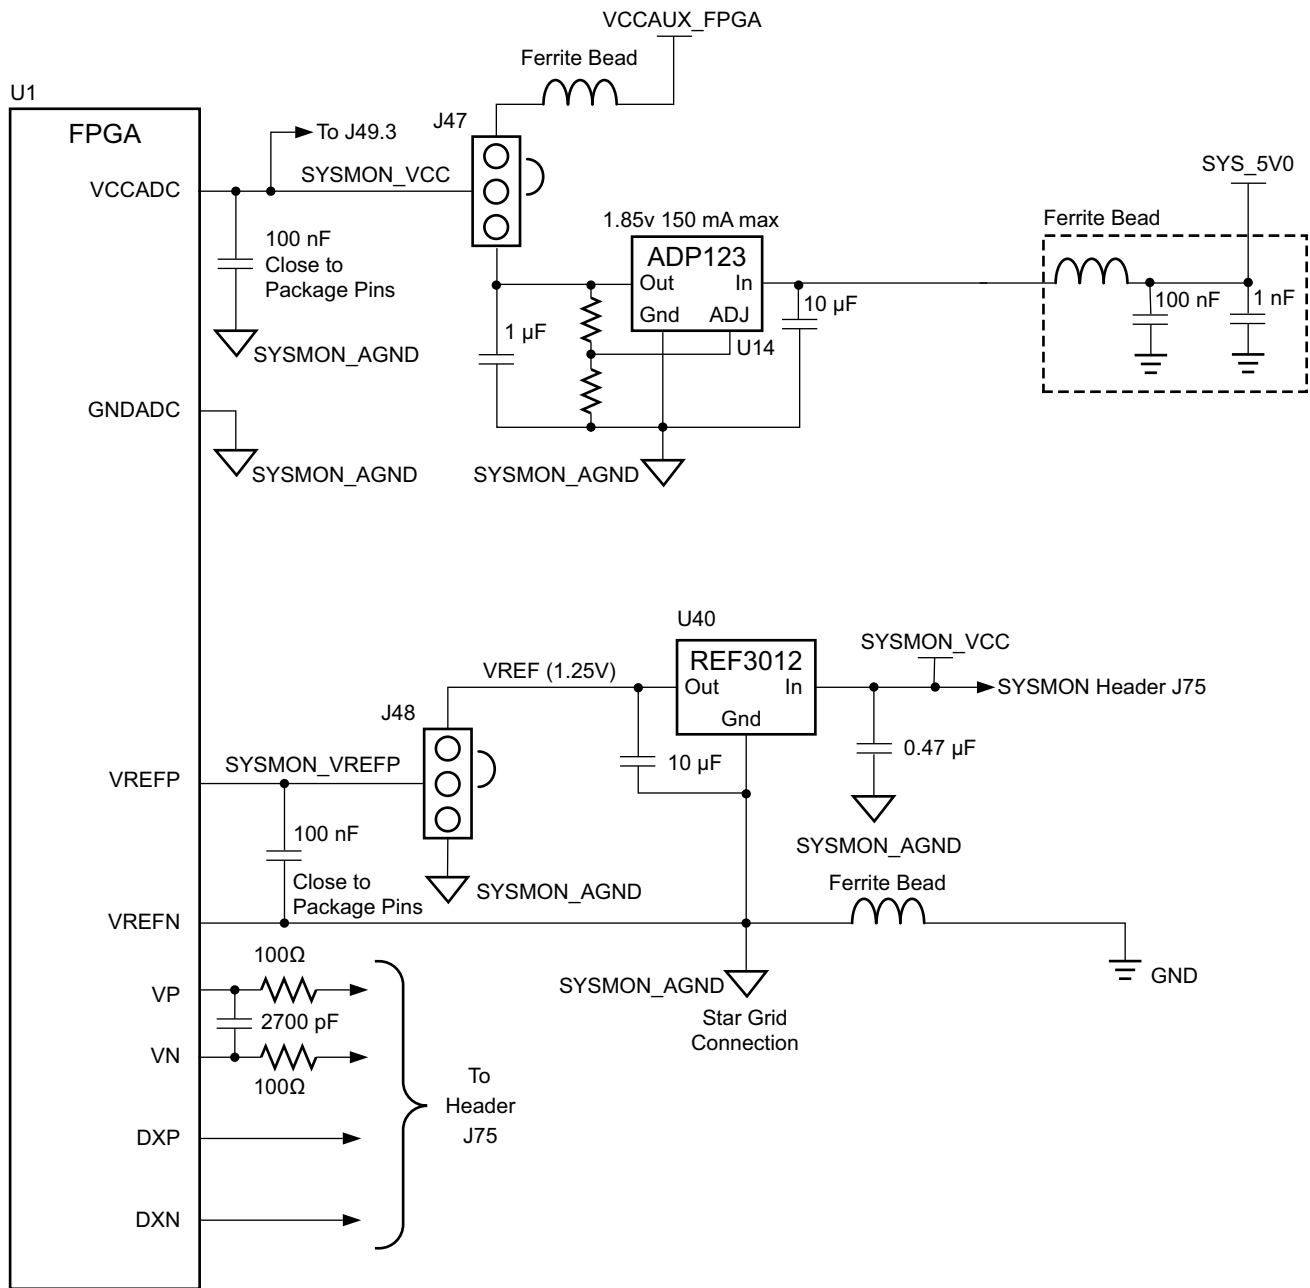 VCCAUX_FPGA
Ferrite Bead
U1
FPGA
J47
To J49.3
SYSMON_VCC
VCCADC
SYS_5V0
1.85v 150 mA max
Ferrite Bead
100 nF
Close to
Package Pins
ADP123
Out
In
Gnd
ADJ
U14
1 µF
10 µF
100 nF
1 nF
SYSMON_AGND
GNDADC
SYSMON_AGND
SYSMON_AGND
U40
REF3012
Out
In
Gnd
VREF (1.25V)
SYSMON_VCC
SYSMON Header J75
J48
10 µF
0.47 µF
VREFP
SYSMON_VREFP
100 nF
Close to
Package Pins
SYSMON_AGND
SYSMON_AGND
Ferrite Bead
VREFN
GND
SYSMON_AGND
Star Grid
Connection
100Ω
VP
2700 pF
VN
100Ω
To
Header
J75
DXP
DXN